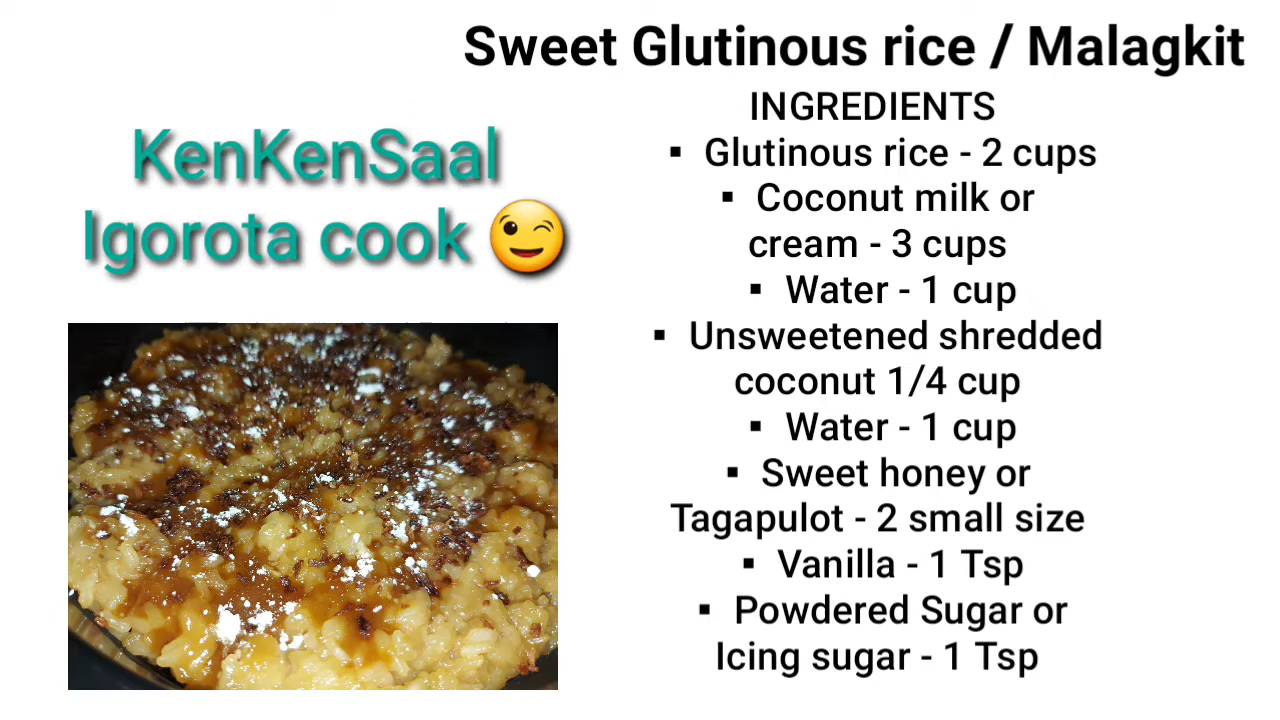 Sweet Glutinous rice / Malagkit
KenKenSaal
Igorota cook 😉
INGREDIENTS
▪ Glutinous rice - 2 cups
▪ Coconut milk or
cream - 3 cups
▪ Water - 1 cup
▪ Unsweetened shredded
coconut 1/4 cup
▪ Water - 1 cup
▪ Sweet honey or
Tagapulot - 2 small size
▪ Vanilla - 1 Tsp
▪ Powdered Sugar or
Icing sugar - 1 Tsp